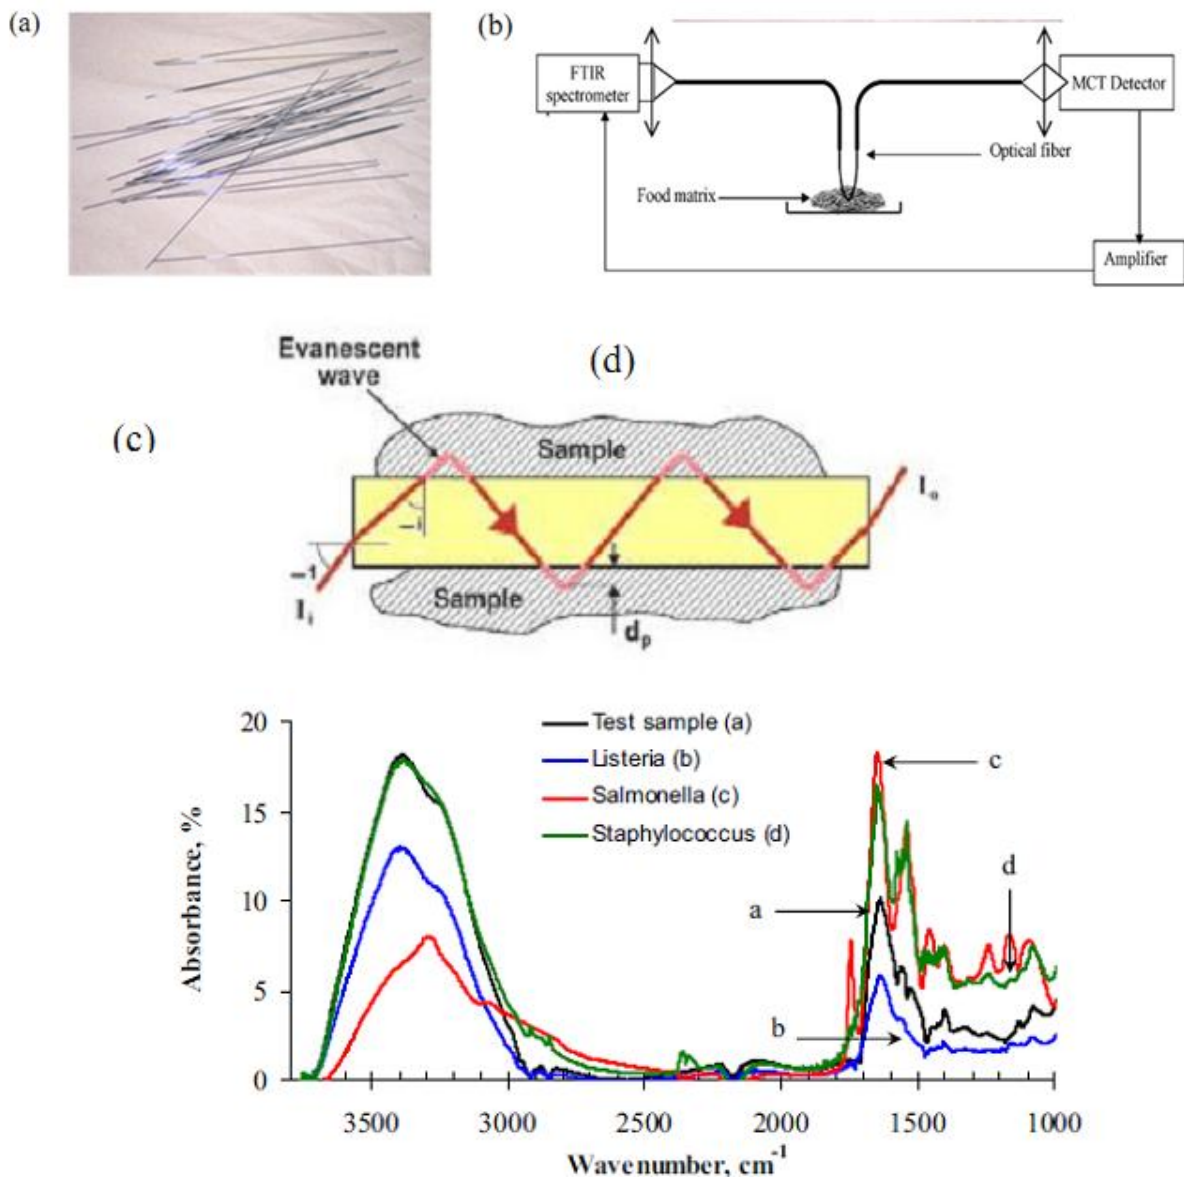 (a)
(b)
FTIR
spectrometer
MCT Detector
Optical fiber
Food matrix
Amplifier
Evanescent
wave
(d)
(c)
Sample
I₀
Sample
Iᵢ
dₚ
Test sample (a)
Listeria (b)
Salmonella (c)
Staphylococcus (d)
20
15
10
5
0
Absorbance, %
a
b
c
d
3500
3000
2500
2000
1500
1000
Wavenumber, cm⁻¹